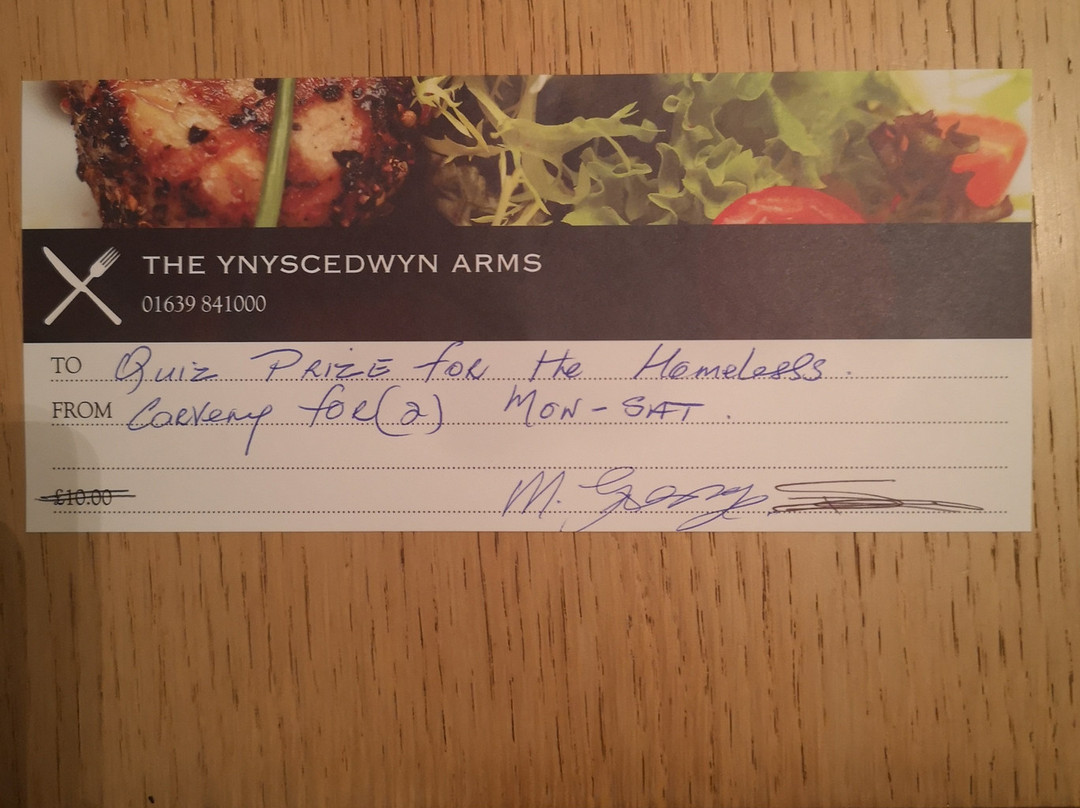 THE YNYSCEDWYN ARMS
01639 841000
TO Quiz PRIZE for the Homeless.
FROM Carvery for (2) MON-SAT.
£10.00
M. George